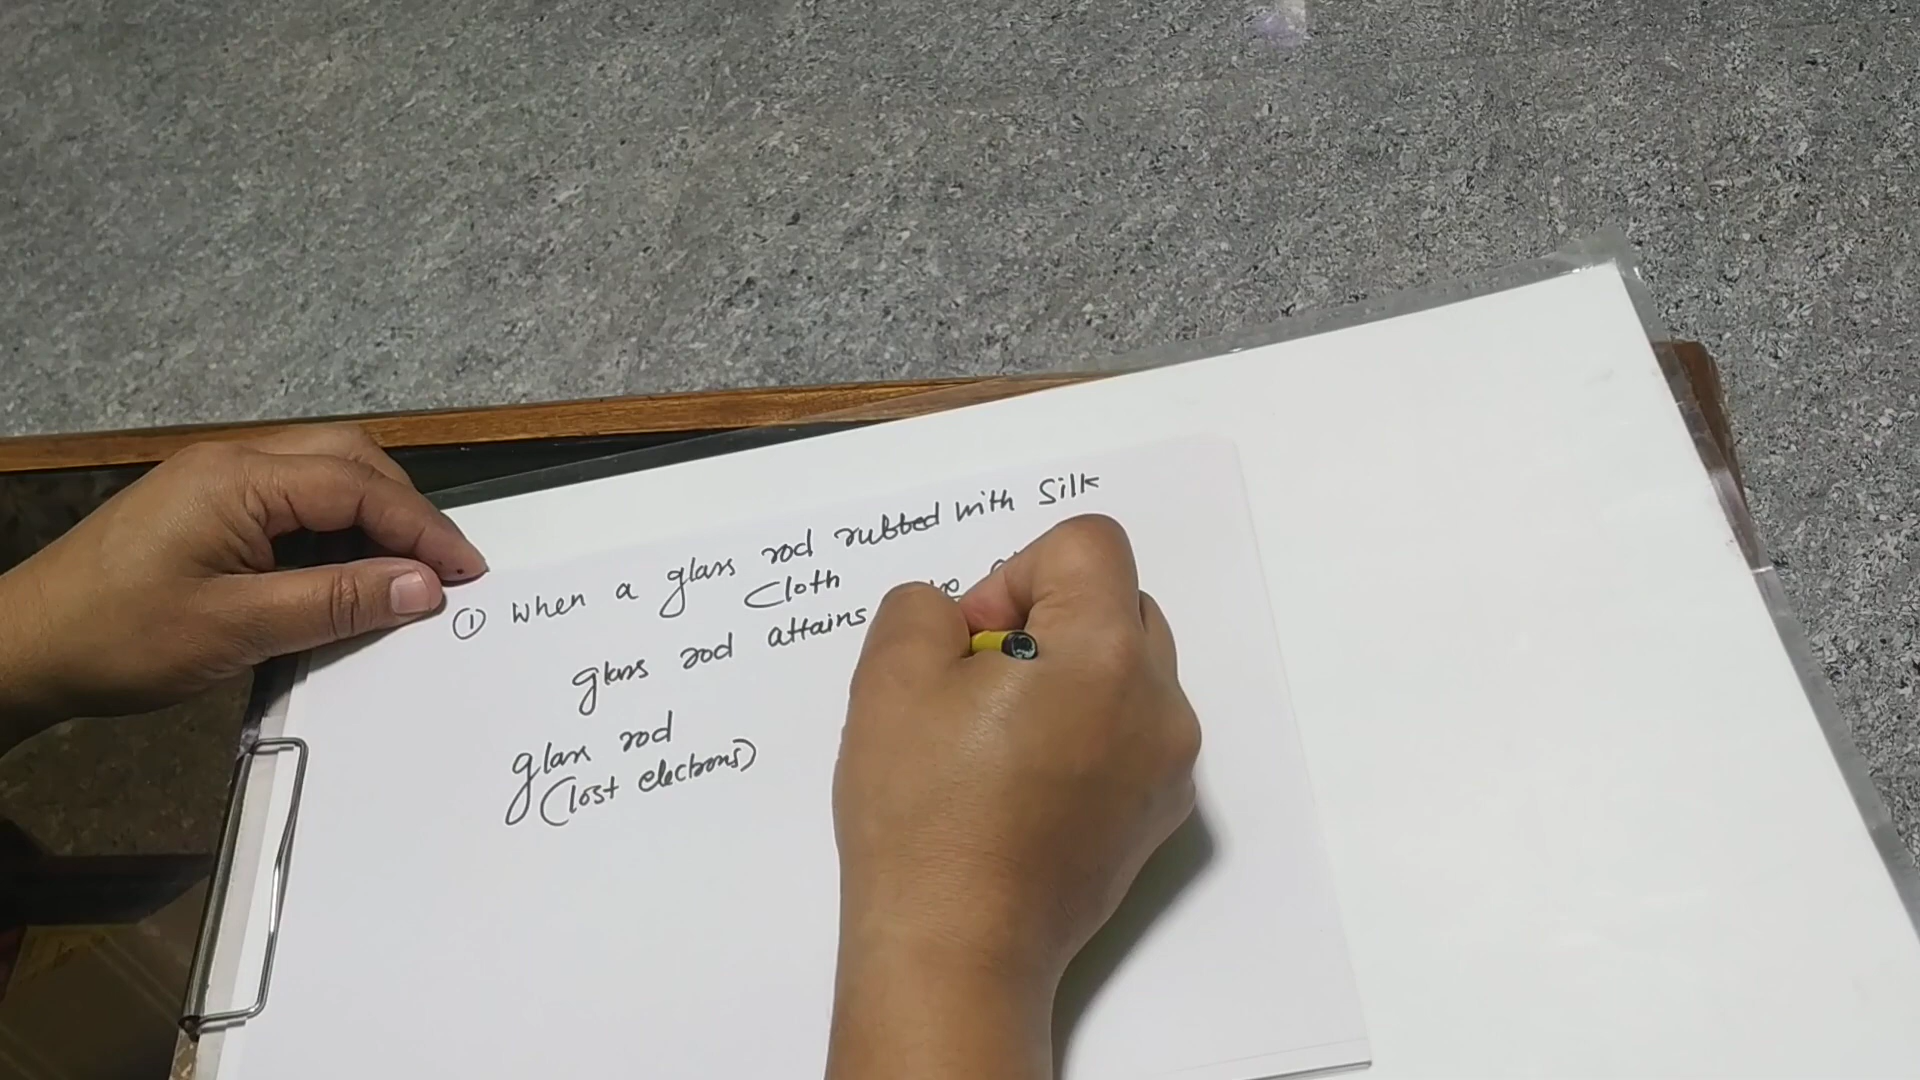 ① When a glass rod rubbed with Silk
Cloth
glass rod attains
glass rod
(lost electrons)